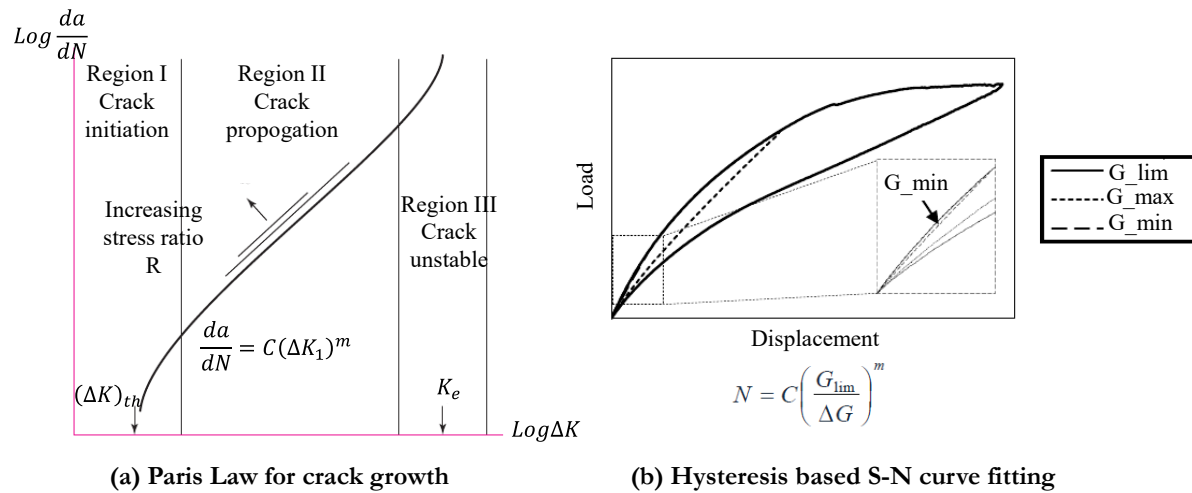 Log da/dN
Region I
Crack
initiation
Region II
Crack
propogation
Increasing
stress ratio
R
Region III
Crack
unstable
da/dN = C(ΔK₁)ᵐ
(ΔK)ₜₕ
Kₑ
LogΔK
(a) Paris Law for crack growth
Load
G_min
G_lim
G_max
G_min
Displacement
N = C(G_lim/ΔG)^m
(b) Hysteresis based S-N curve fitting